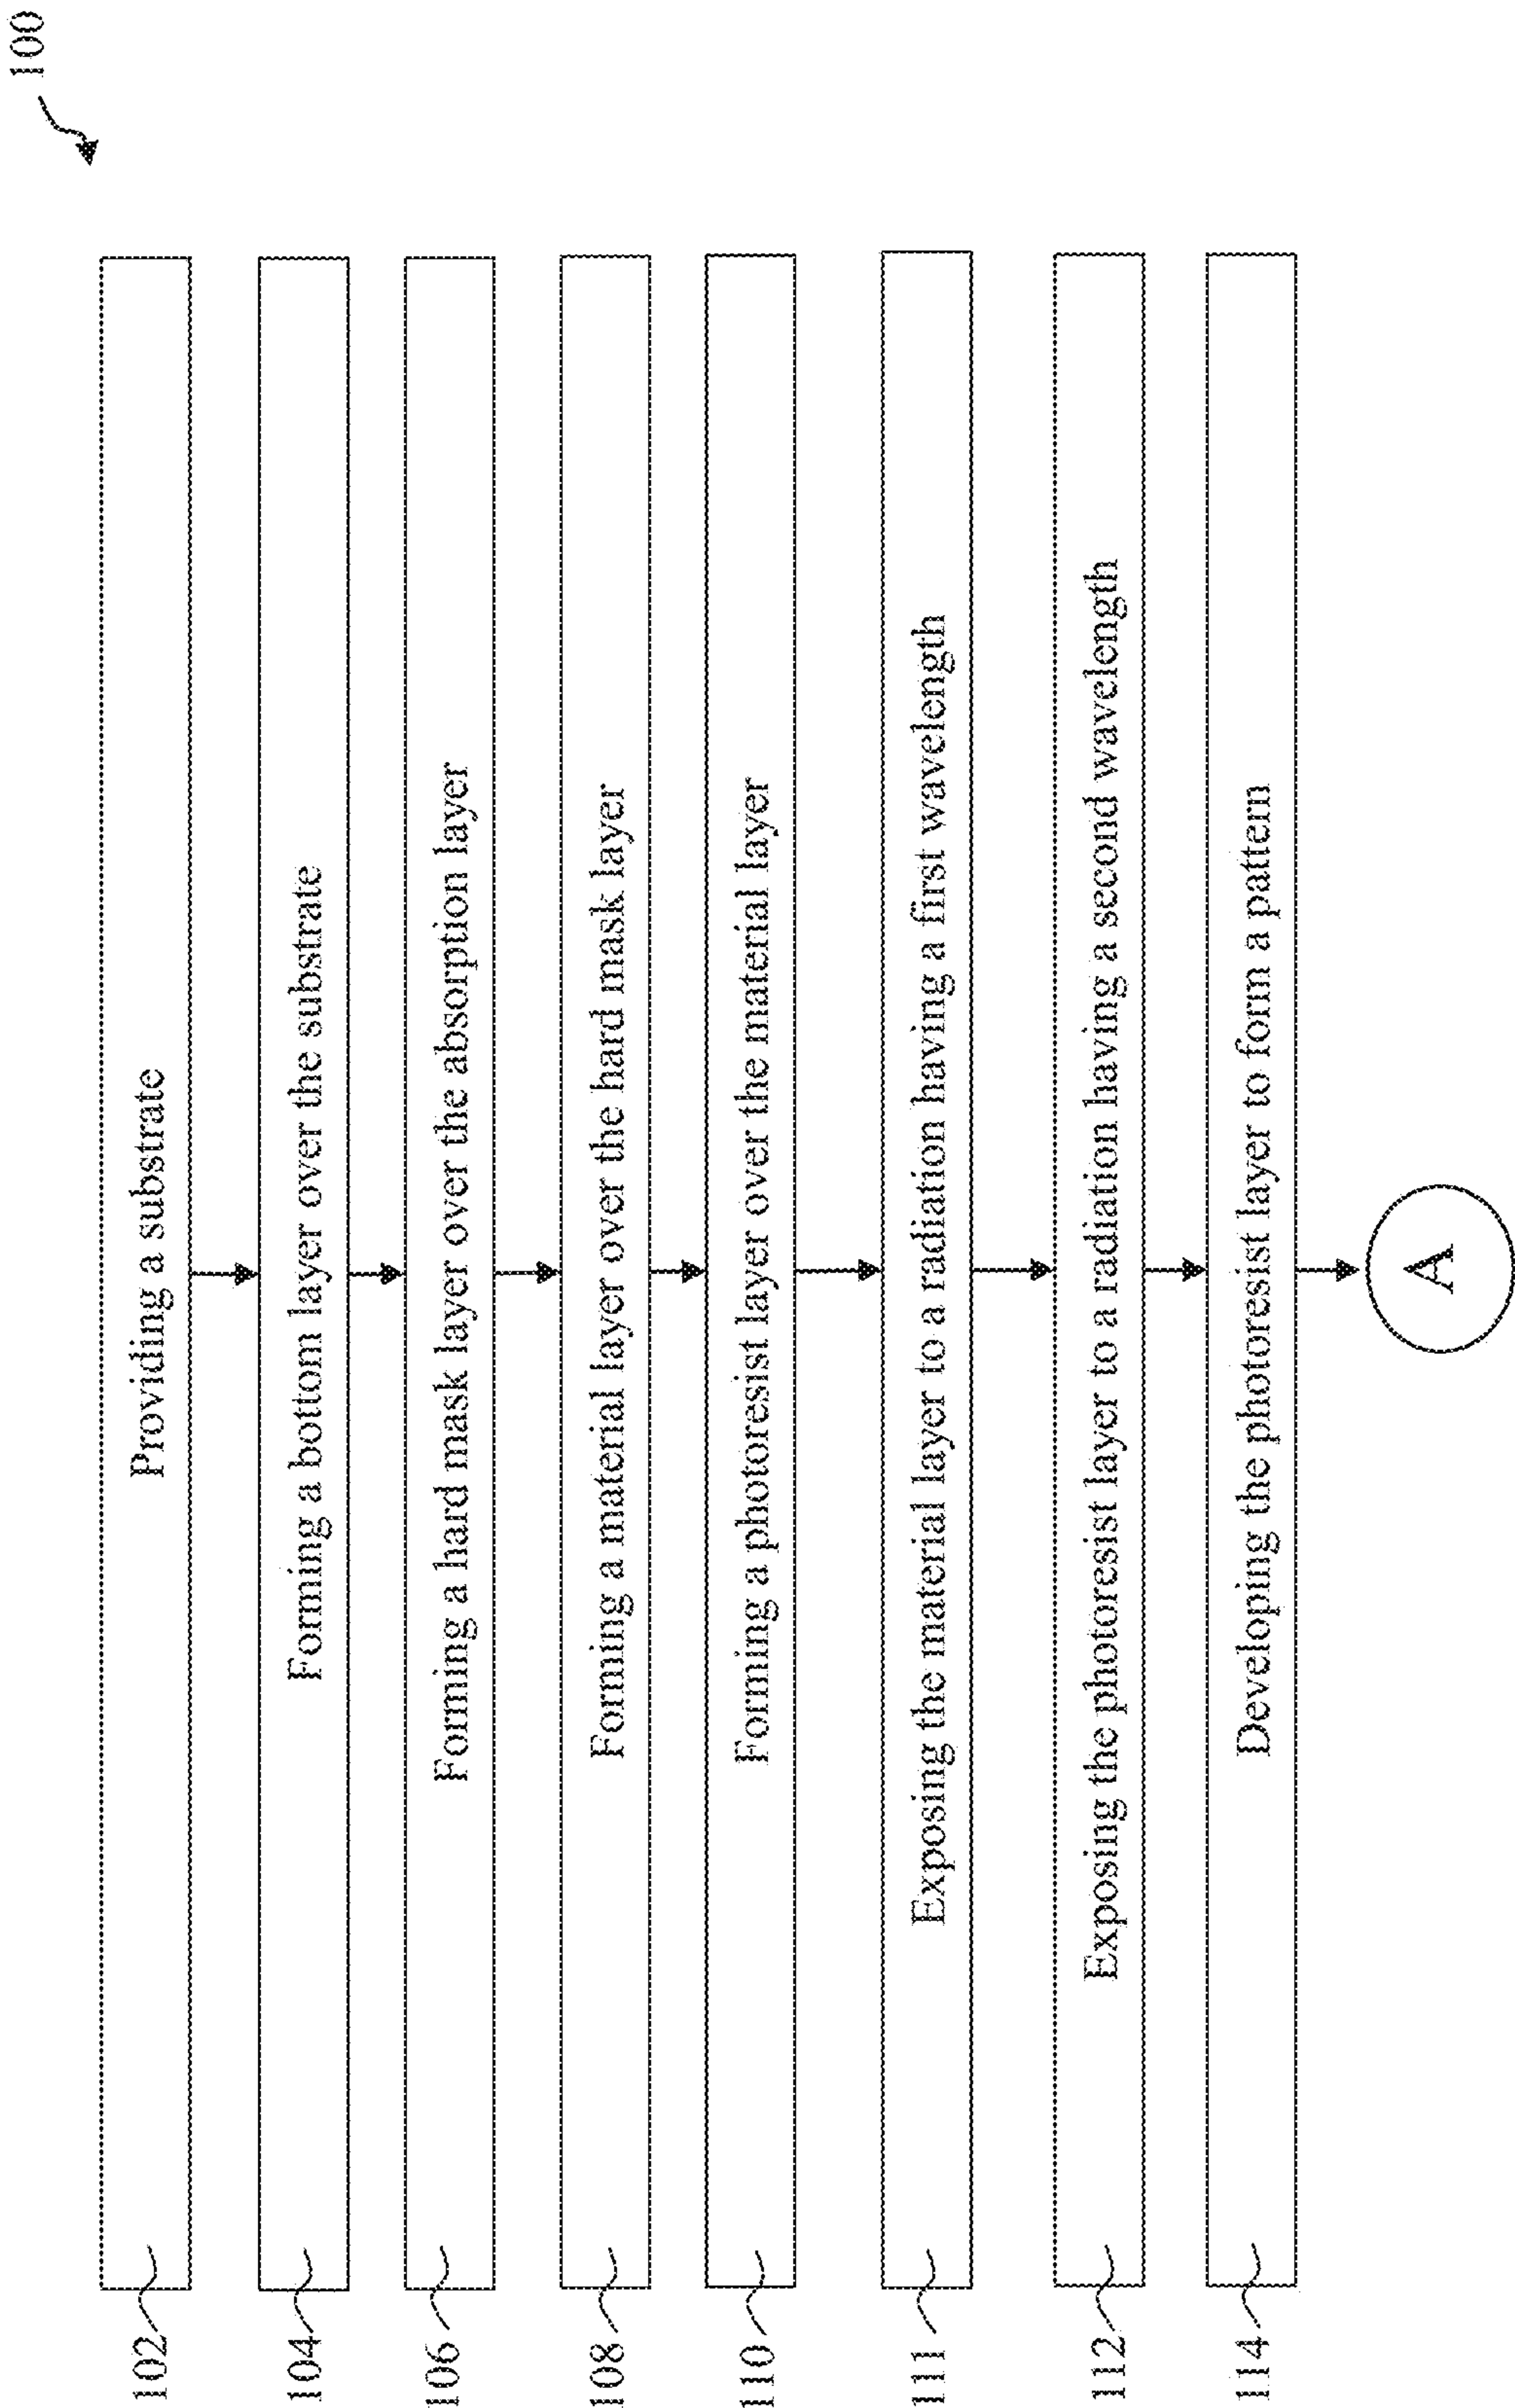 100
102 Providing a substrate
104 Forming a bottom layer over the substrate
106 Forming a hard mask layer over the absorption layer
108 Forming a material layer over the hard mask layer
110 Forming a photoresist layer over the material layer
111 Exposing the material layer to a radiation having a first wavelength
112 Exposing the photoresist layer to a radiation having a second wavelength
114 Developing the photoresist layer to form a pattern
A